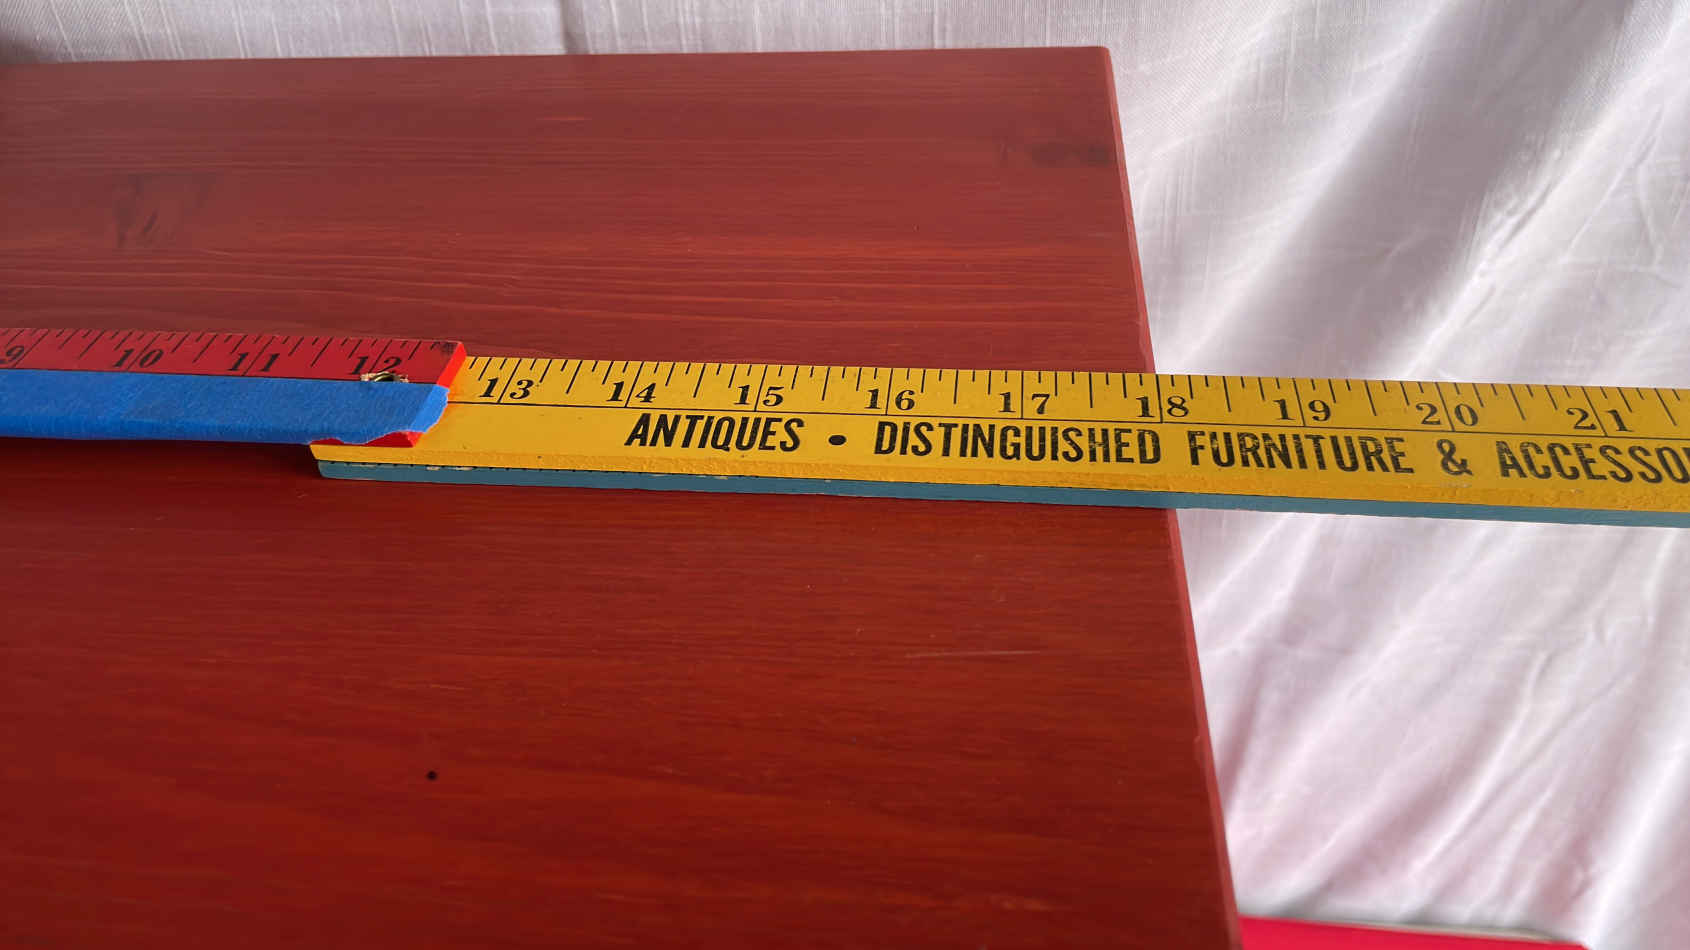 9 10 11 12
13 14 15 16 17 18 19 20 21
ANTIQUES • DISTINGUISHED FURNITURE &